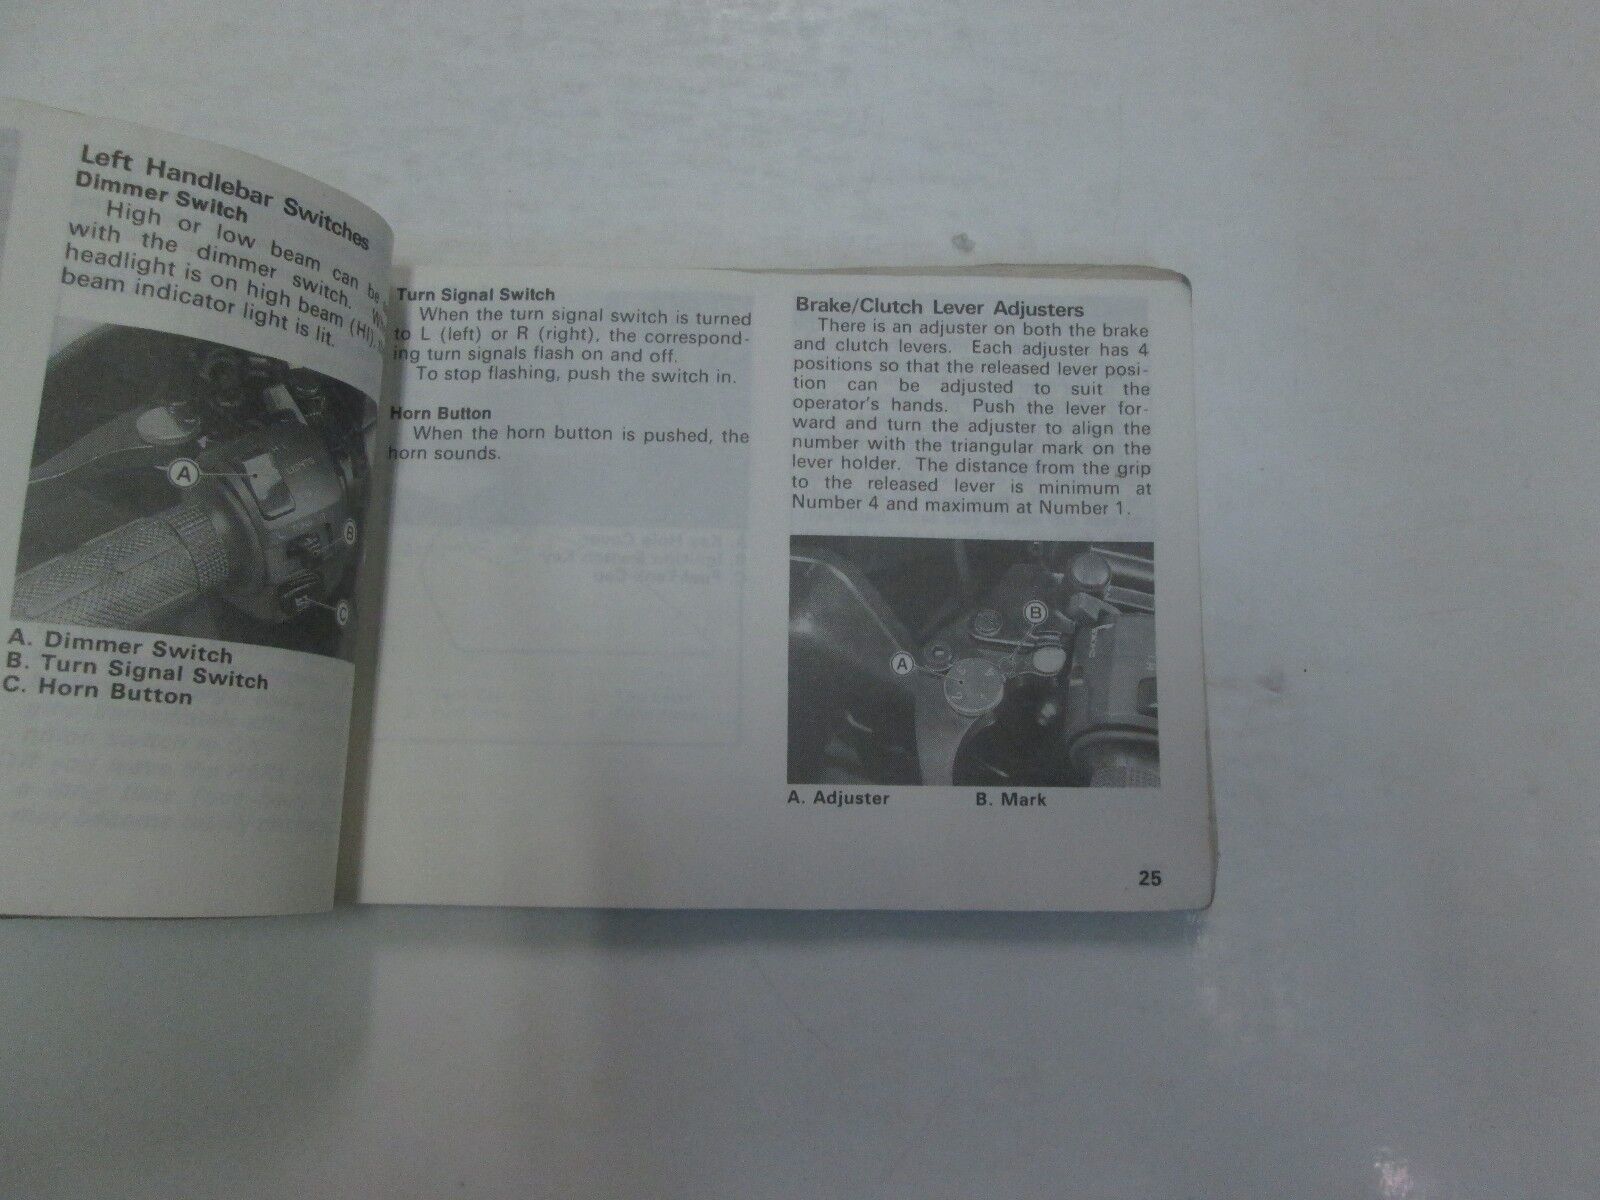 Left Handlebar Switches
Dimmer Switch
High or low beam can be
with the dimmer switch.
headlight is on high beam (HI),
beam indicator light is lit.
A
B
C
A. Dimmer Switch
B. Turn Signal Switch
C. Horn Button
Turn Signal Switch
When the turn signal switch is turned
to L (left) or R (right), the correspond-
ing turn signals flash on and off.
To stop flashing, push the switch in.
Horn Button
When the horn button is pushed, the
horn sounds.
Brake/Clutch Lever Adjusters
There is an adjuster on both the brake
and clutch levers. Each adjuster has 4
positions so that the released lever posi-
tion can be adjusted to suit the
operator's hands. Push the lever for-
ward and turn the adjuster to align the
number with the triangular mark on the
lever holder. The distance from the grip
to the released lever is minimum at
Number 4 and maximum at Number 1.
A
B
A. Adjuster B. Mark
25